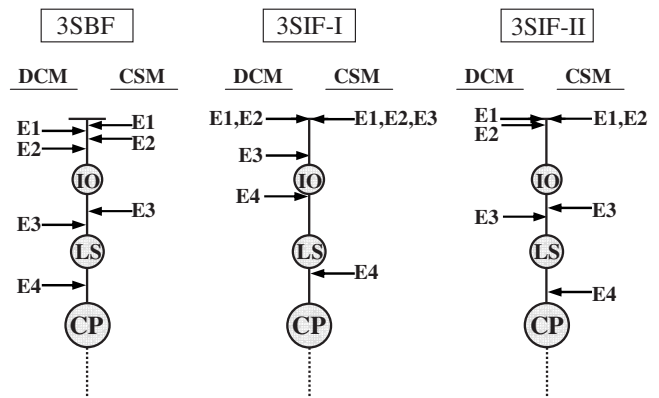 3SBF 3SIF-I 3SIF-II
DCM CSM DCM CSM DCM CSM
E1 E1 E1,E2 E1,E2,E3 E1 E1,E2
E2 E2 E2
E3
IO IO IO
E4
E3 E3 E3
E3 E3
LS LS LS
E4 E4 E4
CP CP CP